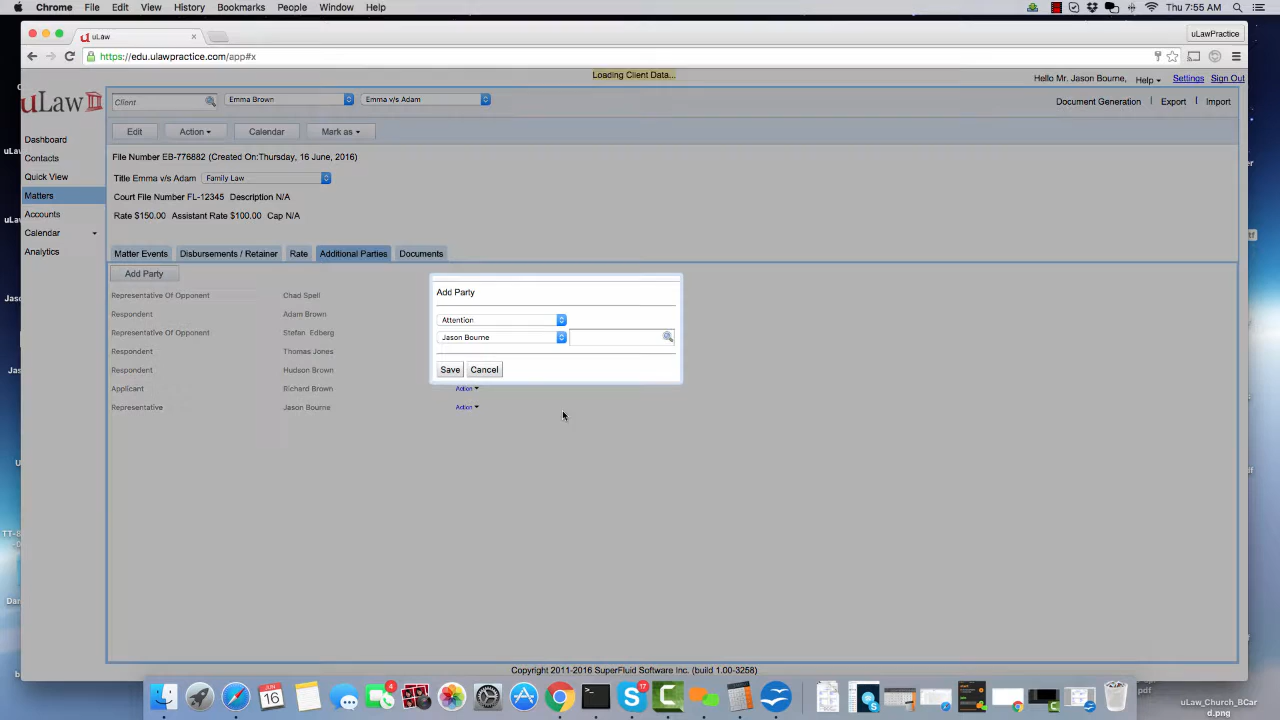 Chrome File Edit View History Bookmarks People Window Help Thu 7:55 AM
uLaw uLawPractice
https://edu.ulawpractice.com/app#x
Loading Client Data...
Hello Mr. Jason Bourne, Help Settings Sign Out
uLaw Client Emma Brown Emma v/s Adam Document Generation | Export | Import
Edit Action Calendar Mark as
Dashboard
Contacts
Quick View
Matters
Accounts
Calendar
Analytics
File Number EB-776882 (Created On:Thursday, 16 June, 2016)
Title Emma v/s Adam Family Law
Court File Number FL-12345 Description N/A
Rate $150.00 Assistant Rate $100.00 Cap N/A
Matter Events Disbursements / Retainer Rate Additional Parties Documents
Add Party
Representative Of Opponent Chad Spell
Respondent Adam Brown
Representative Of Opponent Stefan Edberg
Respondent Thomas Jones
Respondent Hudson Brown
Applicant Richard Brown Action
Representative Jason Bourne Action
Add Party
Attention
Jason Bourne
Save Cancel
Copyright 2011-2016 SuperFluid Software Inc. (build 1.00-3258)
16 4 17
uLaw_Church_BCar
d.png